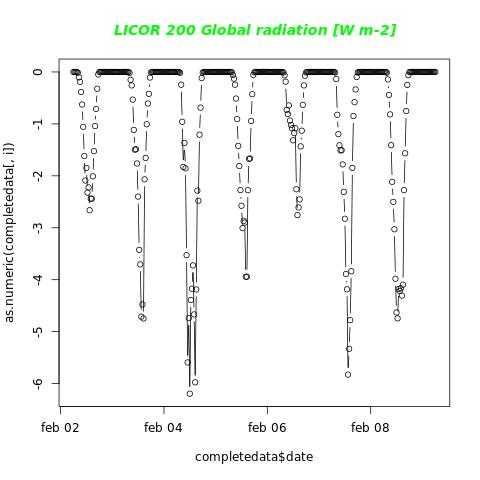 LICOR 200 Global radiation [W m-2]
as.numeric(completedata[, i])
0
-1
-2
-3
-4
-5
-6
feb 02
feb 04
feb 06
feb 08
completedata$date